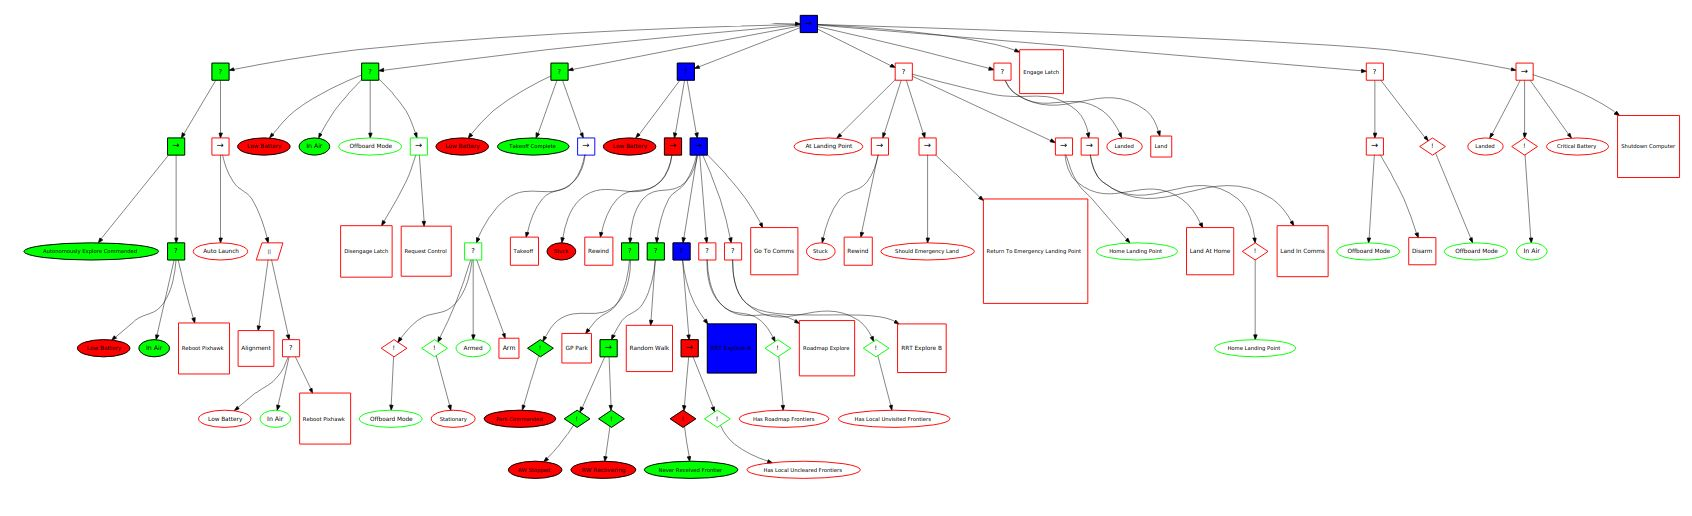 →
?
?
?
?
?
Engage Latch
?
→
→
→
Low Battery
In Air
Offboard Mode
→
Low Battery
Takeoff Complete
→
Low Battery
→
→
At Landing Point
→
→
→
→
Landed
Land
→
!
Landed
!
Critical Battery
Shutdown Computer
Autonomously Explore Commanded
?
Auto Launch
||
Disengage Latch
Request Control
?
Takeoff
Stuck
Rewind
?
?
?
?
Go To Comms
Stuck
Rewind
Should Emergency Land
Return To Emergency Landing Point
Home Landing Point
Land At Home
!
Land In Comms
Offboard Mode
Disarm
Offboard Mode
In Air
Low Battery
In Air
Reboot Pixhawk
Alignment
?
!
!
Armed
Arm
!
GP Park
→
Random Walk
→
!
Roadmap Explore
!
RRT Explore B
Home Landing Point
Low Battery
In Air
Reboot Pixhawk
Offboard Mode
Stationary
!
!
!
!
Has Roadmap Frontiers
Has Local Unvisited Frontiers
RW Stopped
RW Recovering
Never Received Frontier
Has Local Uncleared Frontiers